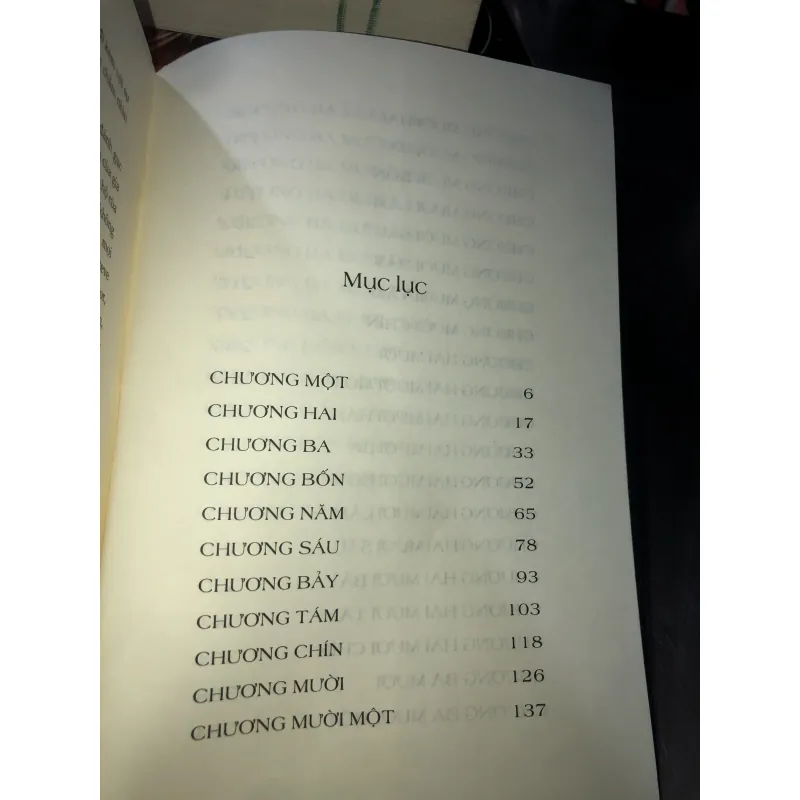 Mục lục
CHƯƠNG MỘT 6
CHƯƠNG HAI 17
CHƯƠNG BA 33
CHƯƠNG BỐN 52
CHƯƠNG NĂM 65
CHƯƠNG SÁU 78
CHƯƠNG BẢY 93
CHƯƠNG TÁM 103
CHƯƠNG CHÍN 118
CHƯƠNG MƯỜI 126
CHƯƠNG MƯỜI MỘT 137